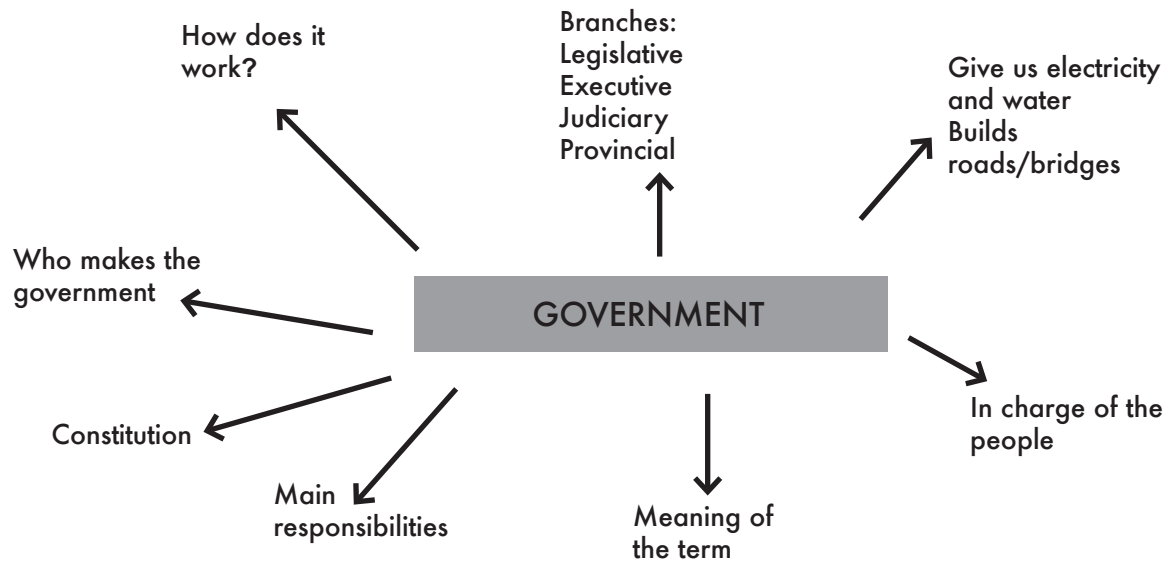 How does it
work?
Branches:
Legislative
Executive
Judiciary
Provincial
Give us electricity
and water
Builds
roads/bridges
Who makes the
government
GOVERNMENT
Constitution
In charge of the
people
Main
responsibilities
Meaning of
the term